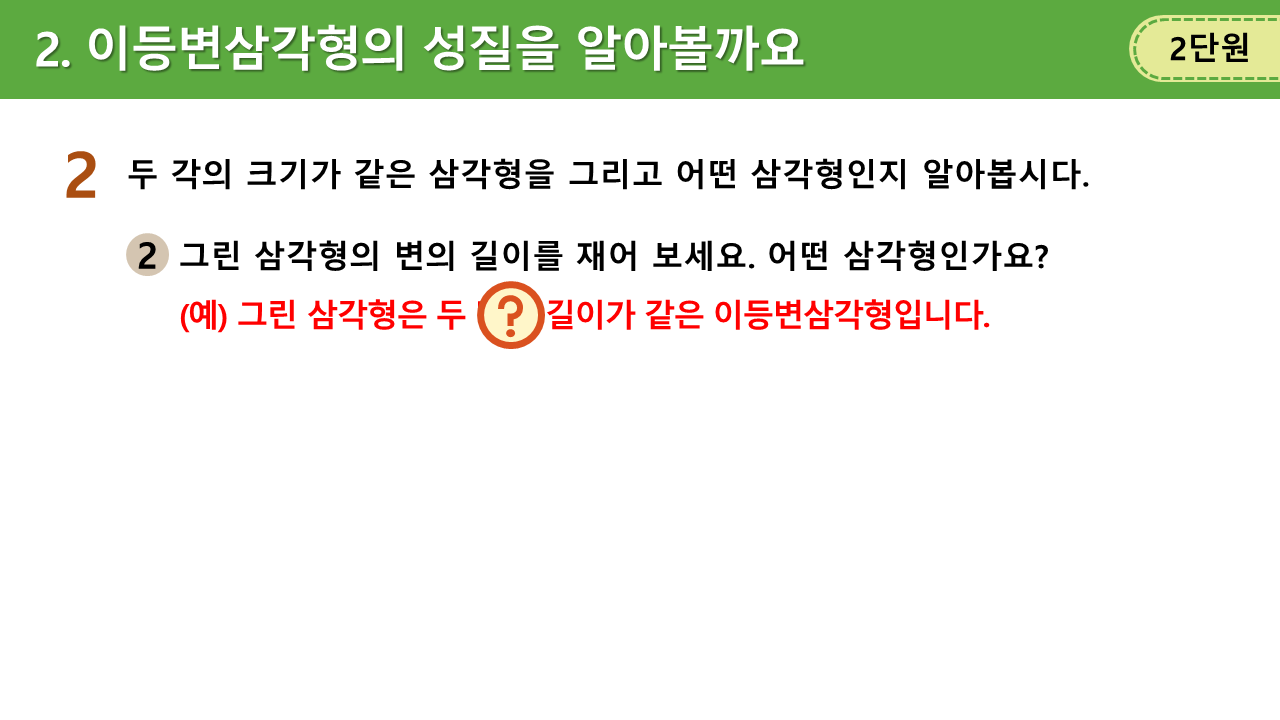 2. 이등변삼각형의 성질을 알아볼까요
2단원
2 두 각의 크기가 같은 삼각형을 그리고 어떤 삼각형인지 알아봅시다.
2 그린 삼각형의 변의 길이를 재어 보세요. 어떤 삼각형인가요?
(예) 그린 삼각형은 두 ? 길이가 같은 이등변삼각형입니다.